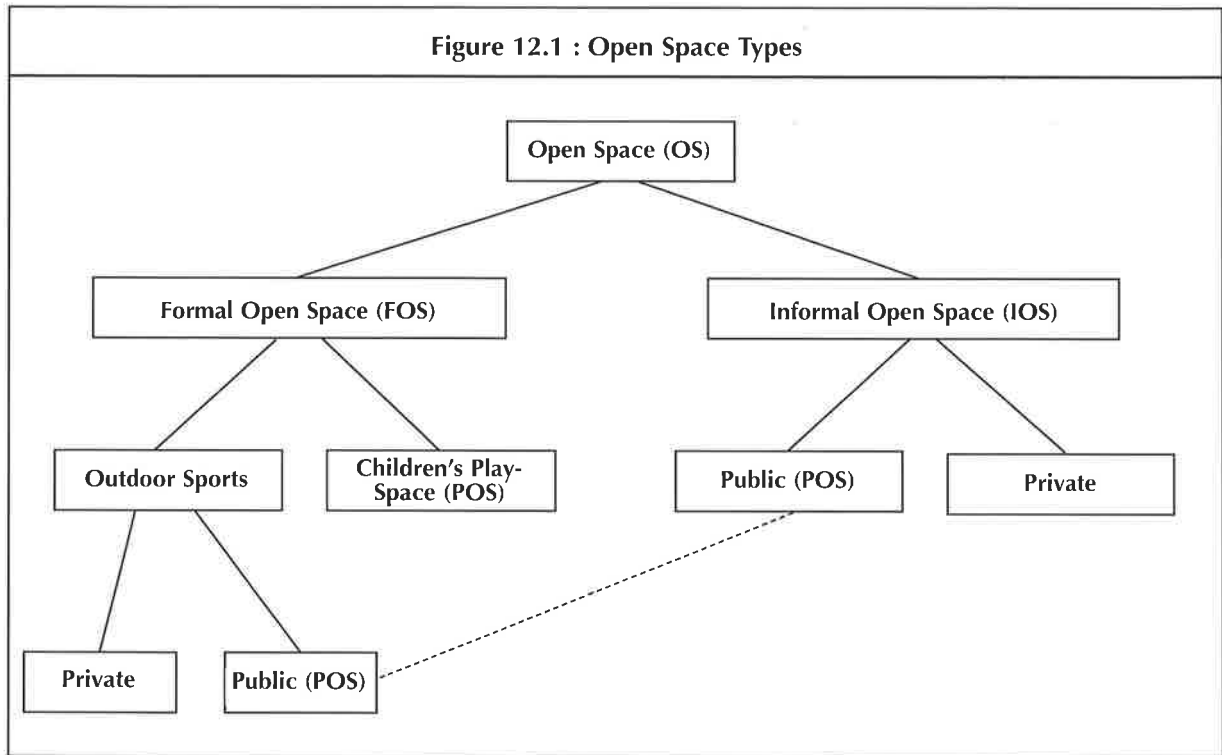 Figure 12.1 : Open Space Types
Open Space (OS)
Formal Open Space (FOS)
Informal Open Space (IOS)
Outdoor Sports
Children's Play-
Space (POS)
Public (POS)
Private
Private
Public (POS)